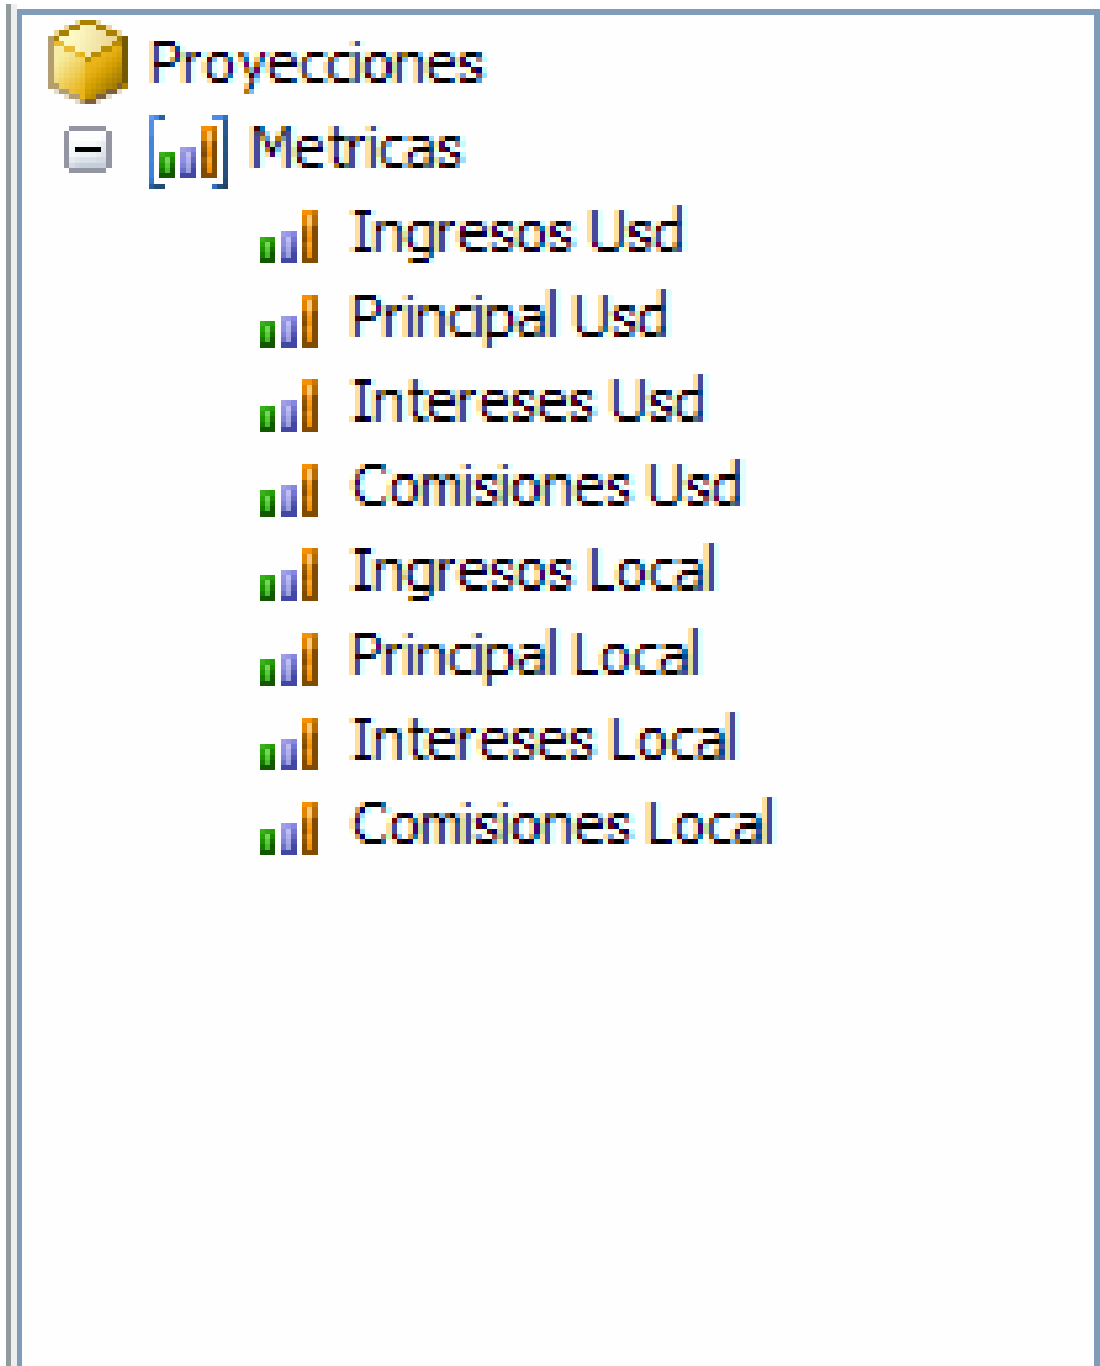 Proyecciones
Metricas
Ingresos Usd
Principal Usd
Intereses Usd
Comisiones Usd
Ingresos Local
Principal Local
Intereses Local
Comisiones Local